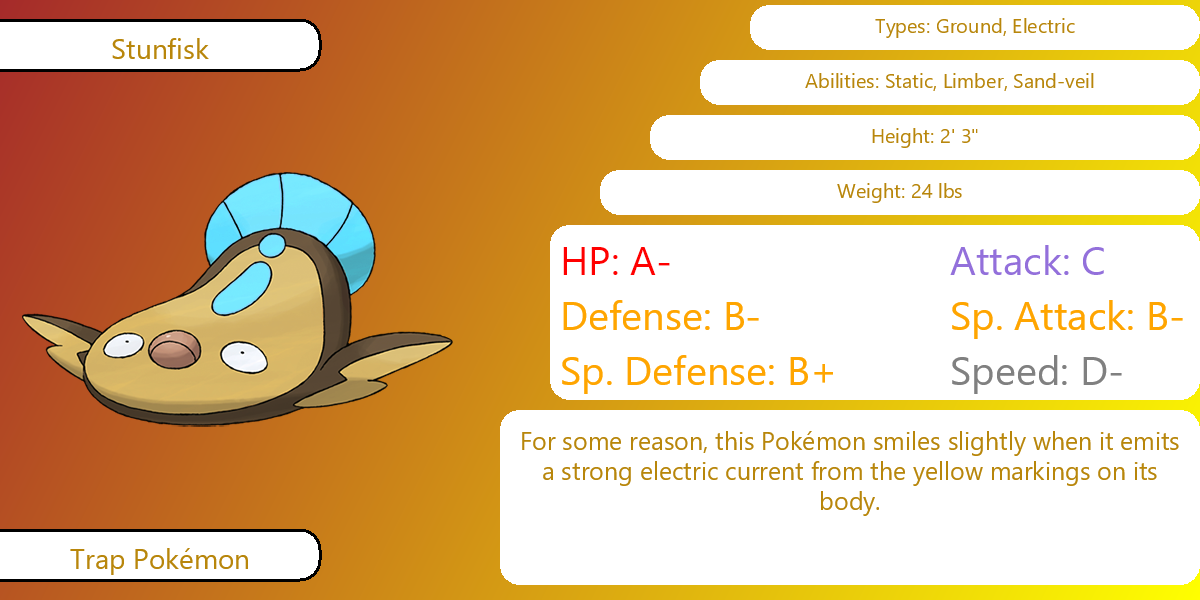 Stunfisk
Types: Ground, Electric
Abilities: Static, Limber, Sand-veil
Height: 2' 3"
Weight: 24 lbs
HP: A-
Attack: C
Defense: B-
Sp. Attack: B-
Sp. Defense: B+
Speed: D-
For some reason, this Pokémon smiles slightly when it emits
a strong electric current from the yellow markings on its
body.
Trap Pokémon